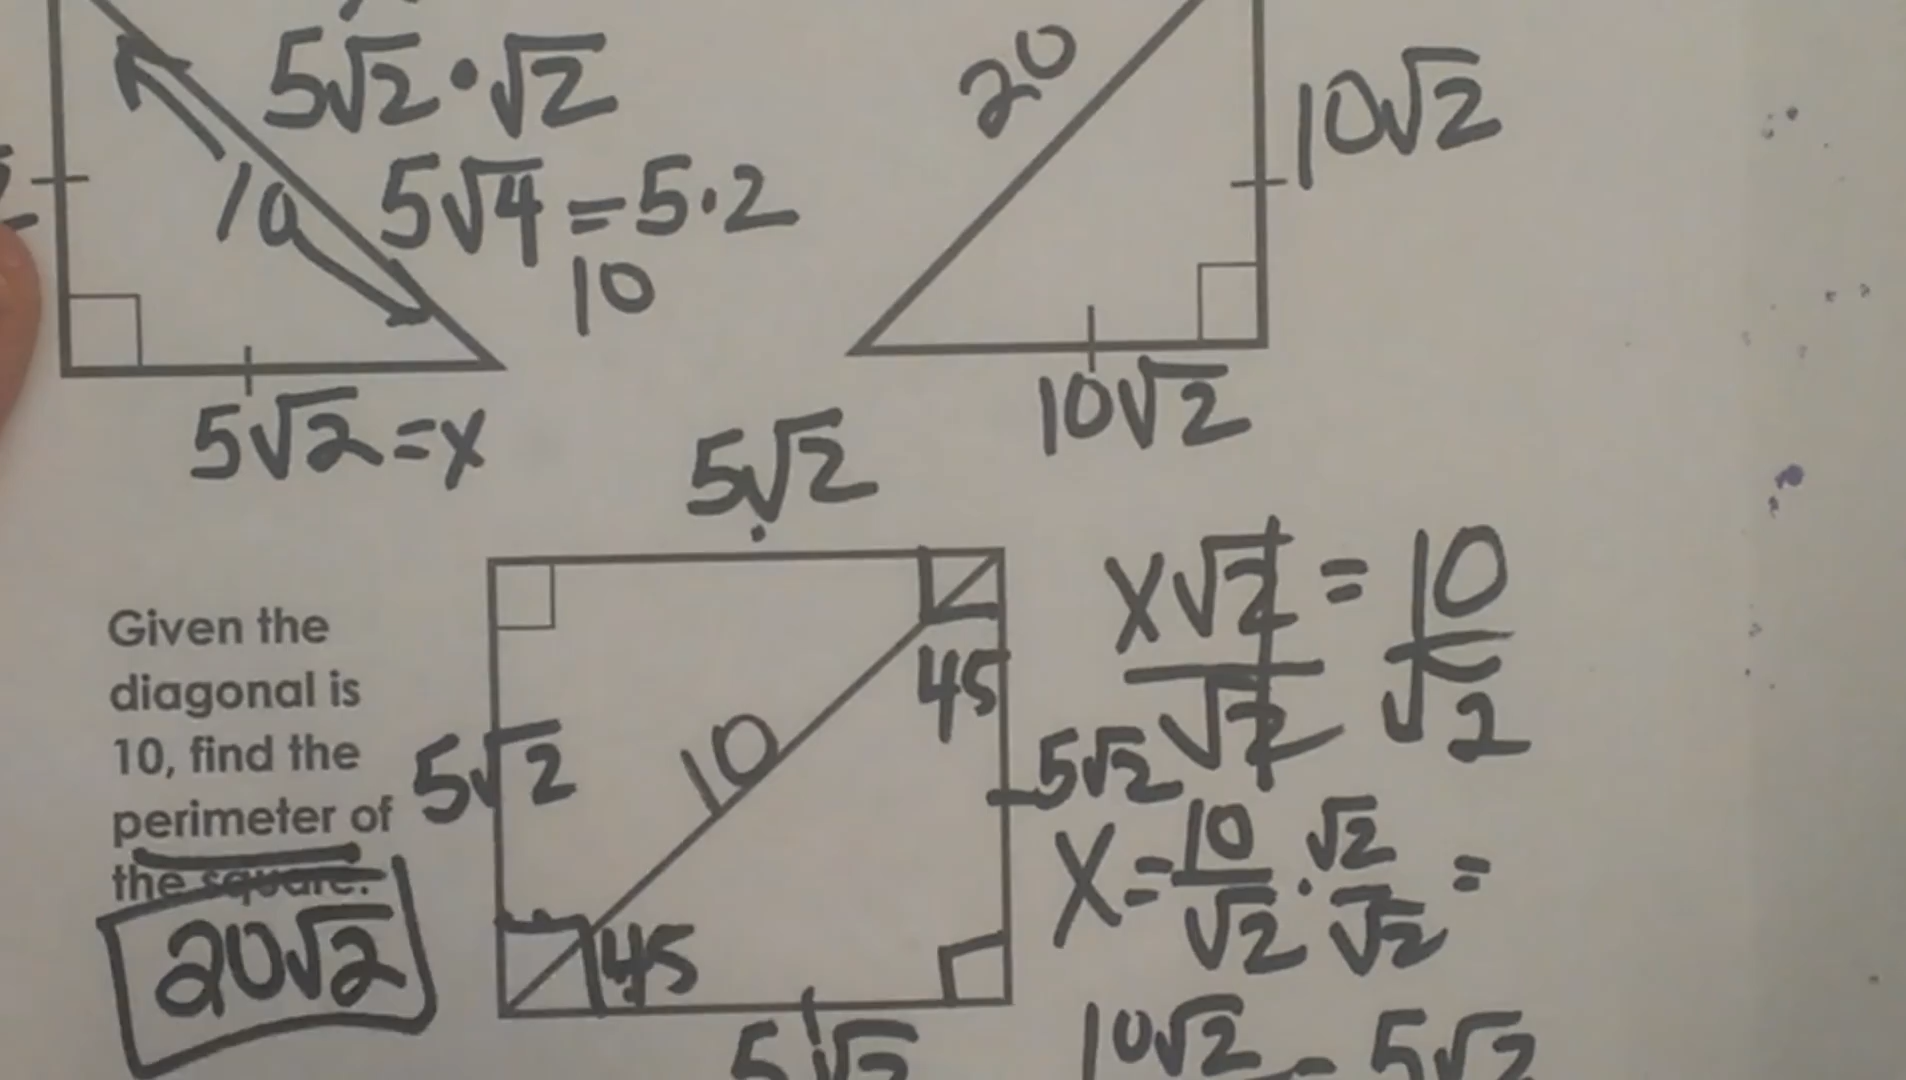 5√2·√2
20
10√2
10
5√4=5·2
10
5√2=x
10√2
5√2
x√2 = 10
√2 √2
Given the
diagonal is
10, find the
perimeter of
the square.
20√2
5√2
10
45
45
5√2
x=10/√2·√2/√2=
5√2
10√2 = 5√2